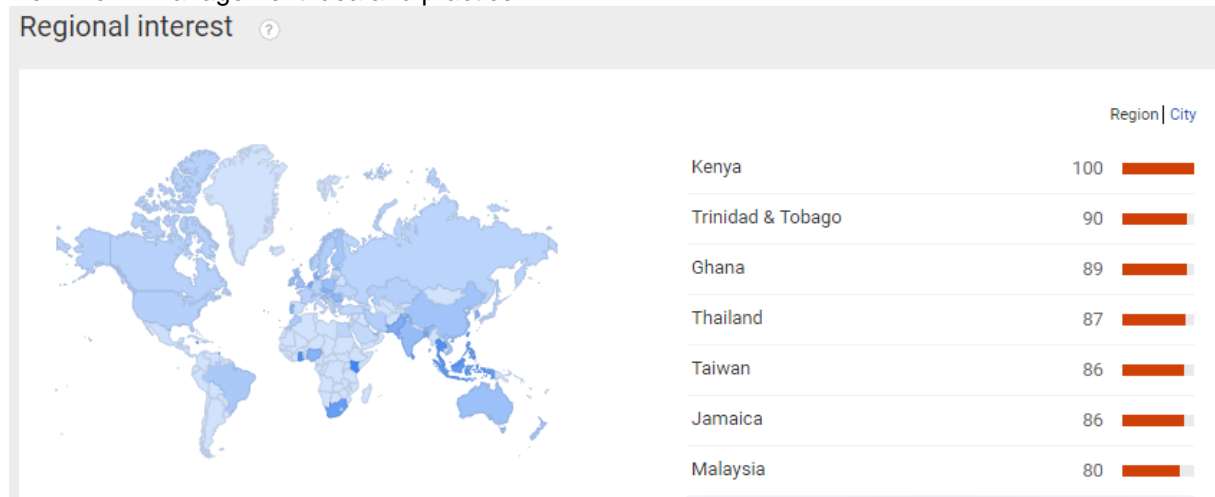 Regional interest ?
Region | City
Kenya 100
Trinidad & Tobago 90
Ghana 89
Thailand 87
Taiwan 86
Jamaica 86
Malaysia 80